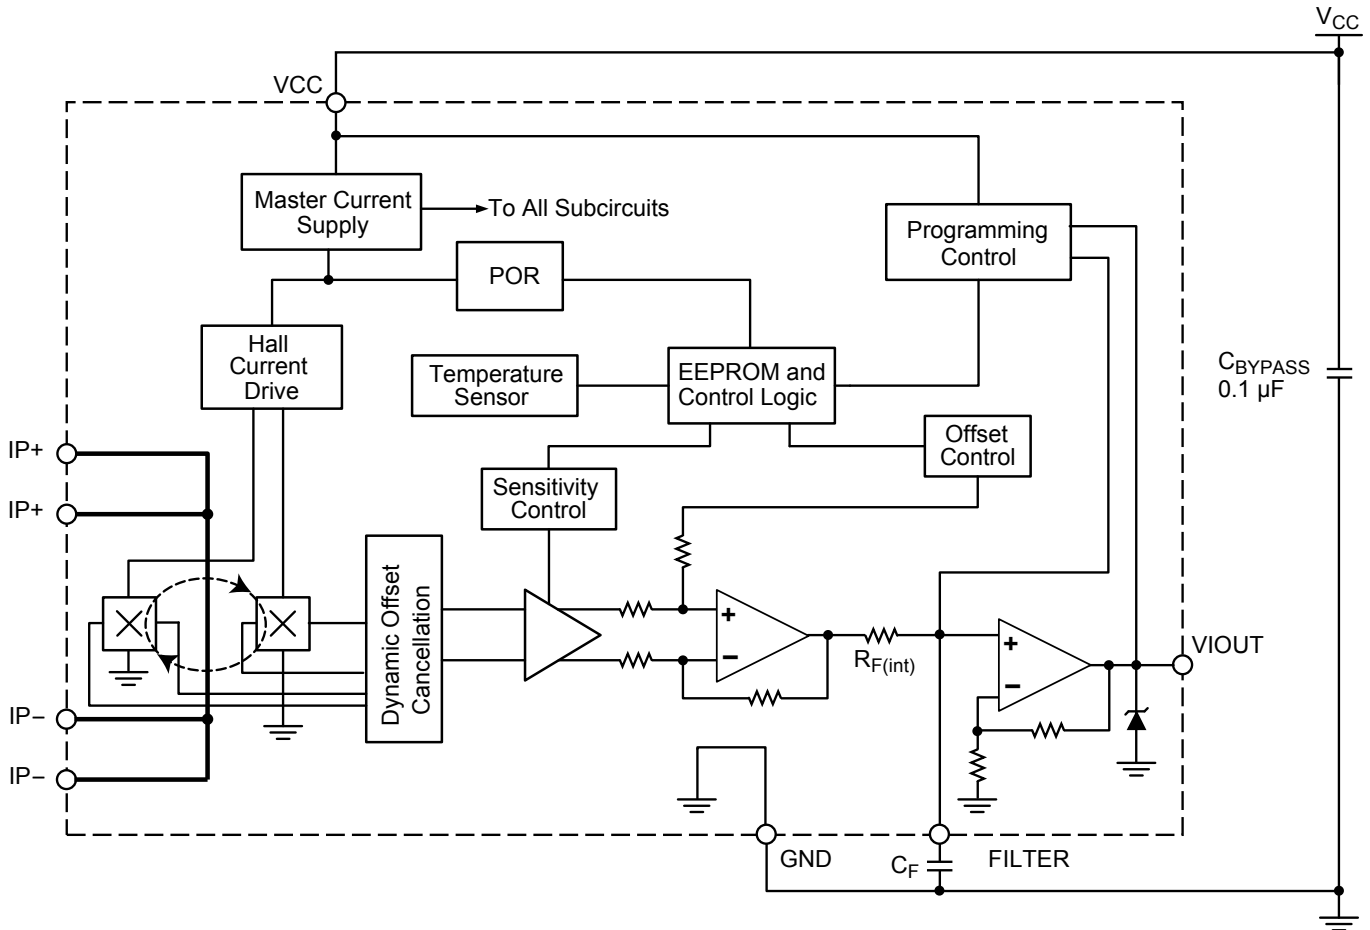 VCC
VCC
Master Current
Supply
To All Subcircuits
Programming
Control
POR
Hall
Current
Drive
Temperature
Sensor
EEPROM and
Control Logic
CBYPASS
0.1 µF
Offset
Control
IP+
Sensitivity
Control
IP+
Dynamic Offset
Cancellation
+
−
RF(int)
+
−
VIOUT
IP−
IP−
GND
CF
FILTER